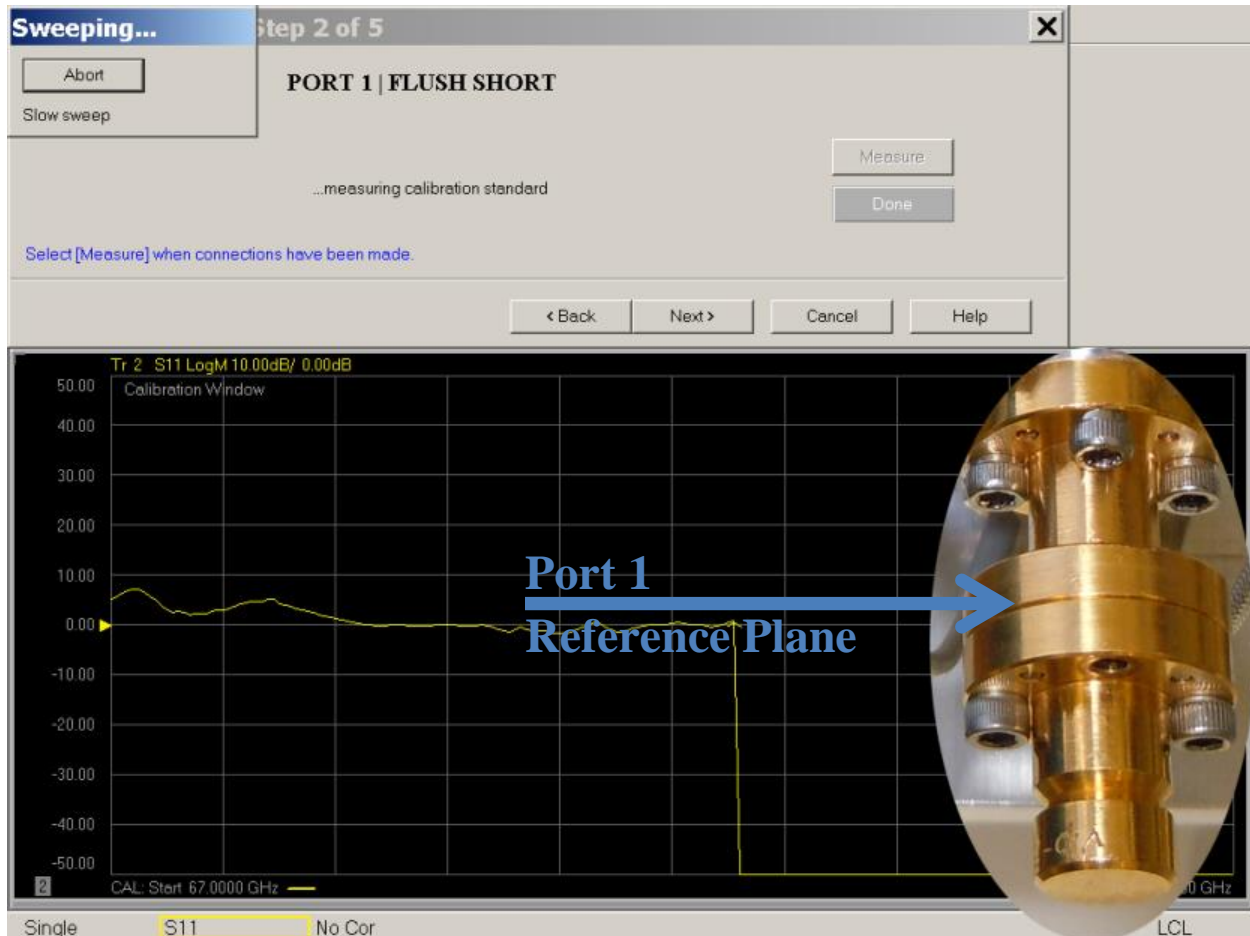 Sweeping...
Step 2 of 5
Abort
PORT 1 | FLUSH SHORT
Slow sweep
Measure
...measuring calibration standard
Done
Select [Measure] when connections have been made.
< Back
Next >
Cancel
Help
Tr 2 S11 LogM 10.00dB/ 0.00dB
Calibration Window
50.00
40.00
30.00
20.00
10.00
0.00
-10.00
-20.00
-30.00
-40.00
-50.00
Port 1
Reference Plane
2
CAL: Start 67.0000 GHz
GHz
Single
S11
No Cor
LCL